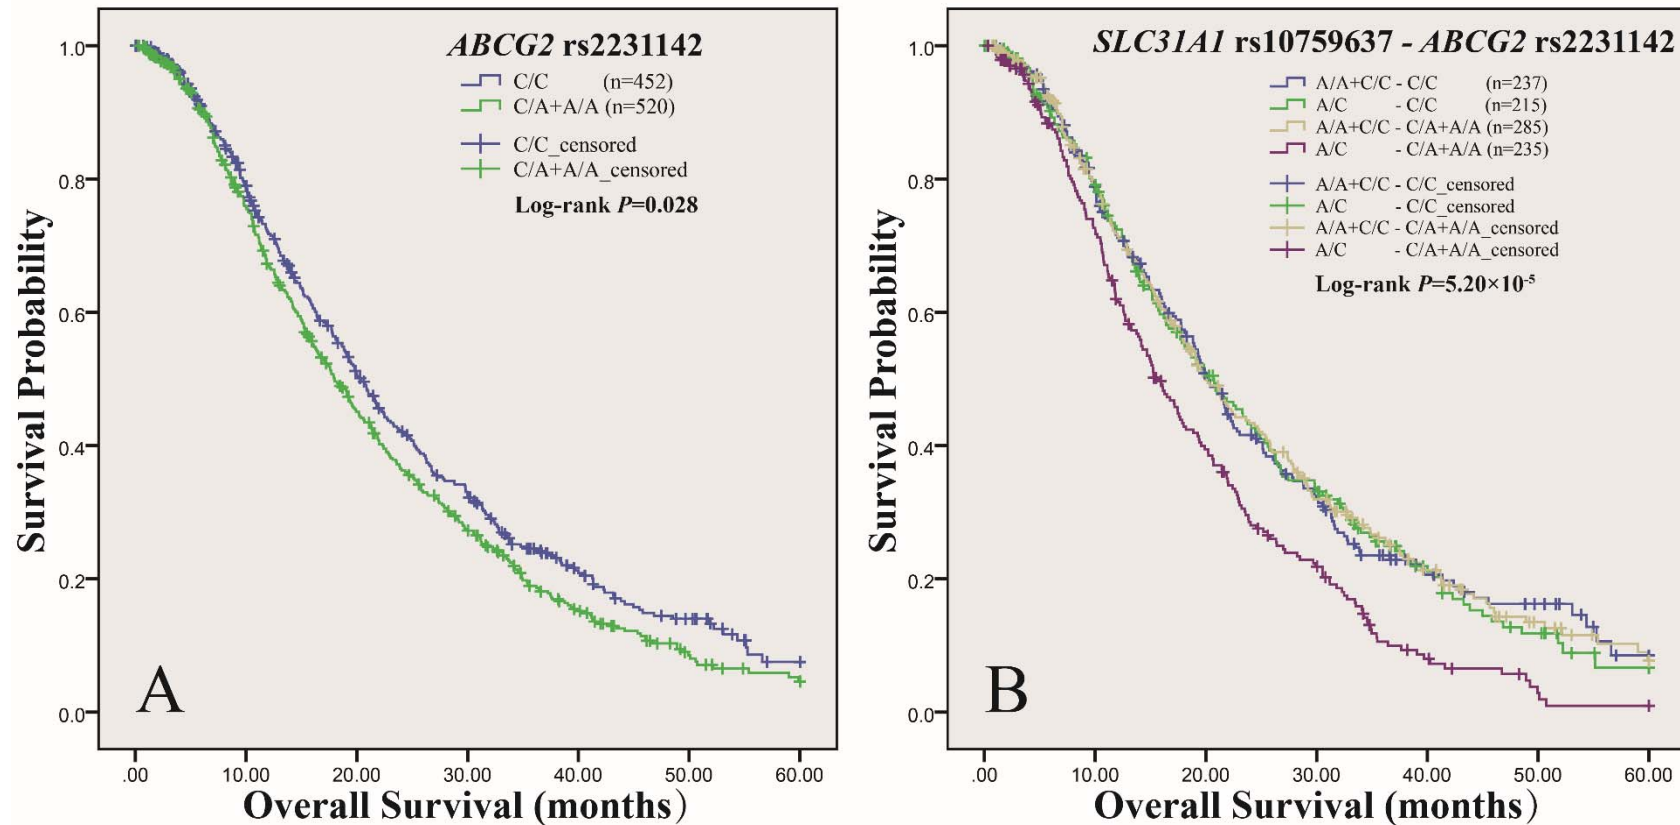 ABCG2 rs2231142
C/C (n=452)
C/A+A/A (n=520)
C/C_censored
C/A+A/A_censored
Log-rank P=0.028
Survival Probability
1.0
0.8
0.6
0.4
0.2
0.0
A
.00 10.00 20.00 30.00 40.00 50.00 60.00
Overall Survival (months)
SLC31A1 rs10759637 - ABCG2 rs2231142
A/A+C/C - C/C (n=237)
A/C - C/C (n=215)
A/A+C/C - C/A+A/A (n=285)
A/C - C/A+A/A (n=235)
A/A+C/C - C/C_censored
A/C - C/C_censored
A/A+C/C - C/A+A/A_censored
A/C - C/A+A/A_censored
Log-rank P=5.20×10⁻⁵
Survival Probability
1.0
0.8
0.6
0.4
0.2
0.0
B
.00 10.00 20.00 30.00 40.00 50.00 60.00
Overall Survival (months)